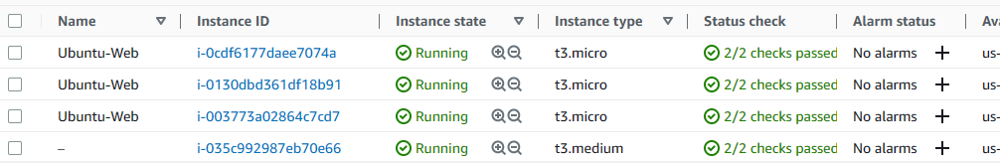 Name Instance ID Instance state Instance type Status check Alarm status Ava
Ubuntu-Web i-0cdf6177daee7074a Running t3.micro 2/2 checks passed No alarms + us-
Ubuntu-Web i-0130dbd361df18b91 Running t3.micro 2/2 checks passed No alarms + us-
Ubuntu-Web i-003773a02864c7cd7 Running t3.micro 2/2 checks passed No alarms + us-
– i-035c992987eb70e66 Running t3.medium 2/2 checks passed No alarms + us-